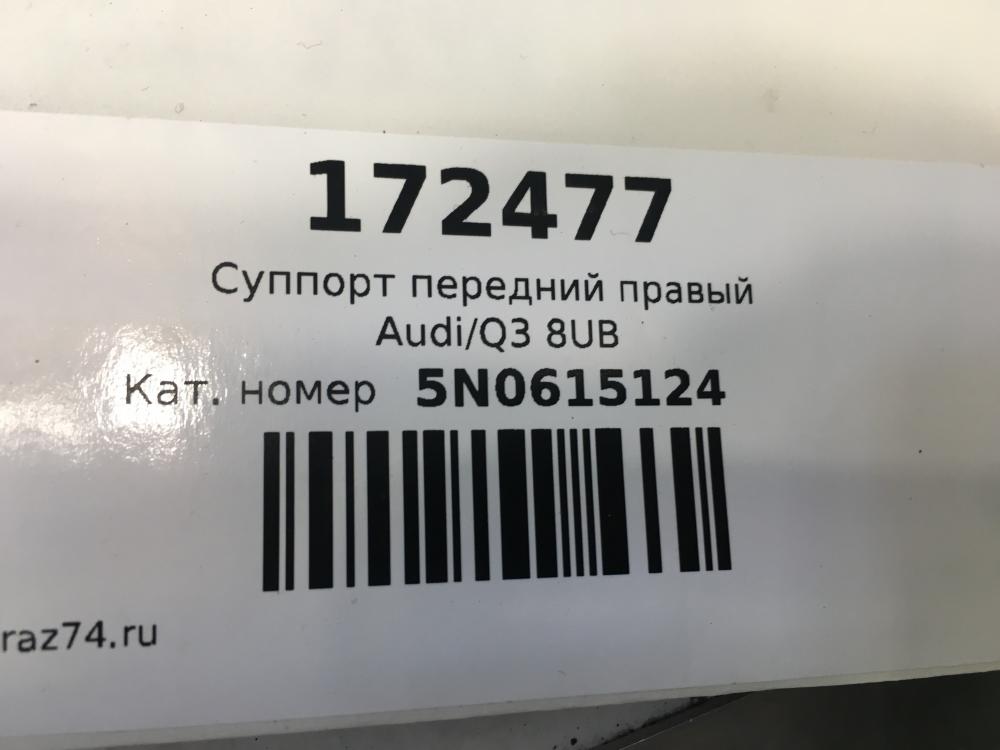 172477
Суппорт передний правый
Audi/Q3 8UB
Кат. номер 5N0615124
raz74.ru